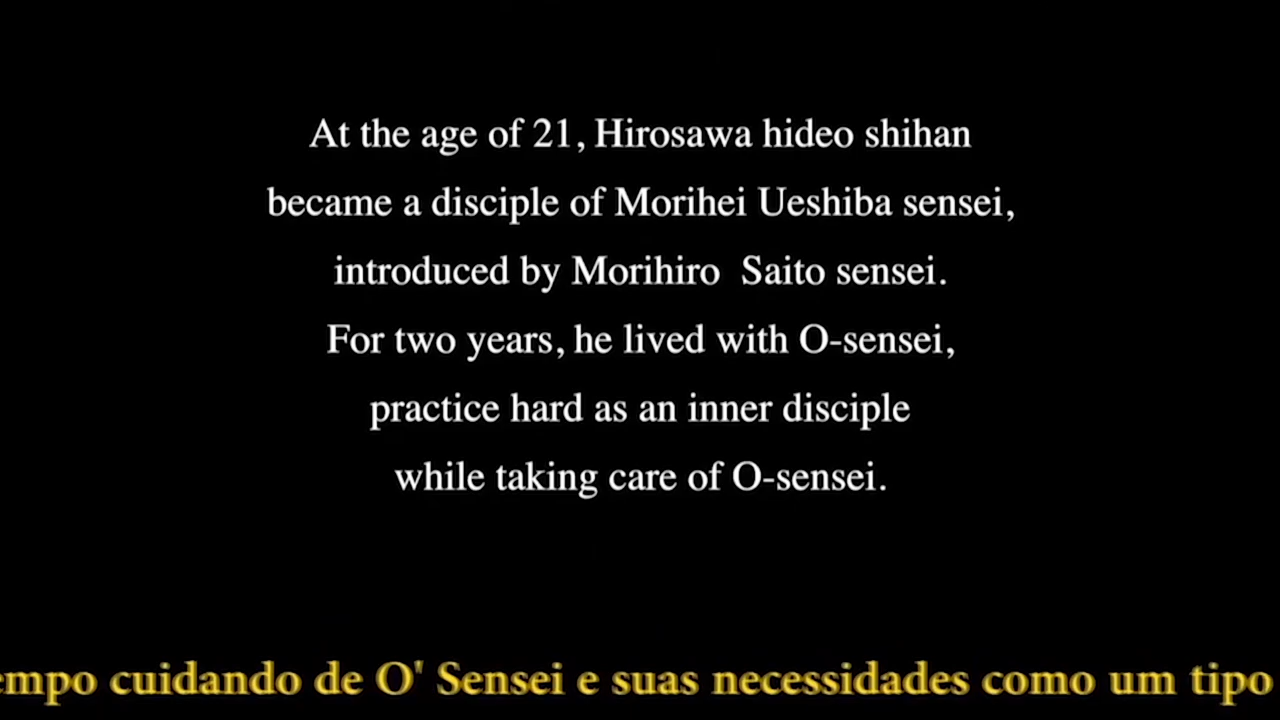 At the age of 21, Hirosawa hideo shihan
became a disciple of Morihei Ueshiba sensei,
introduced by Morihiro Saito sensei.
For two years, he lived with O-sensei,
practice hard as an inner disciple
while taking care of O-sensei.
empo cuidando de O' Sensei e suas necessidades como um tipo